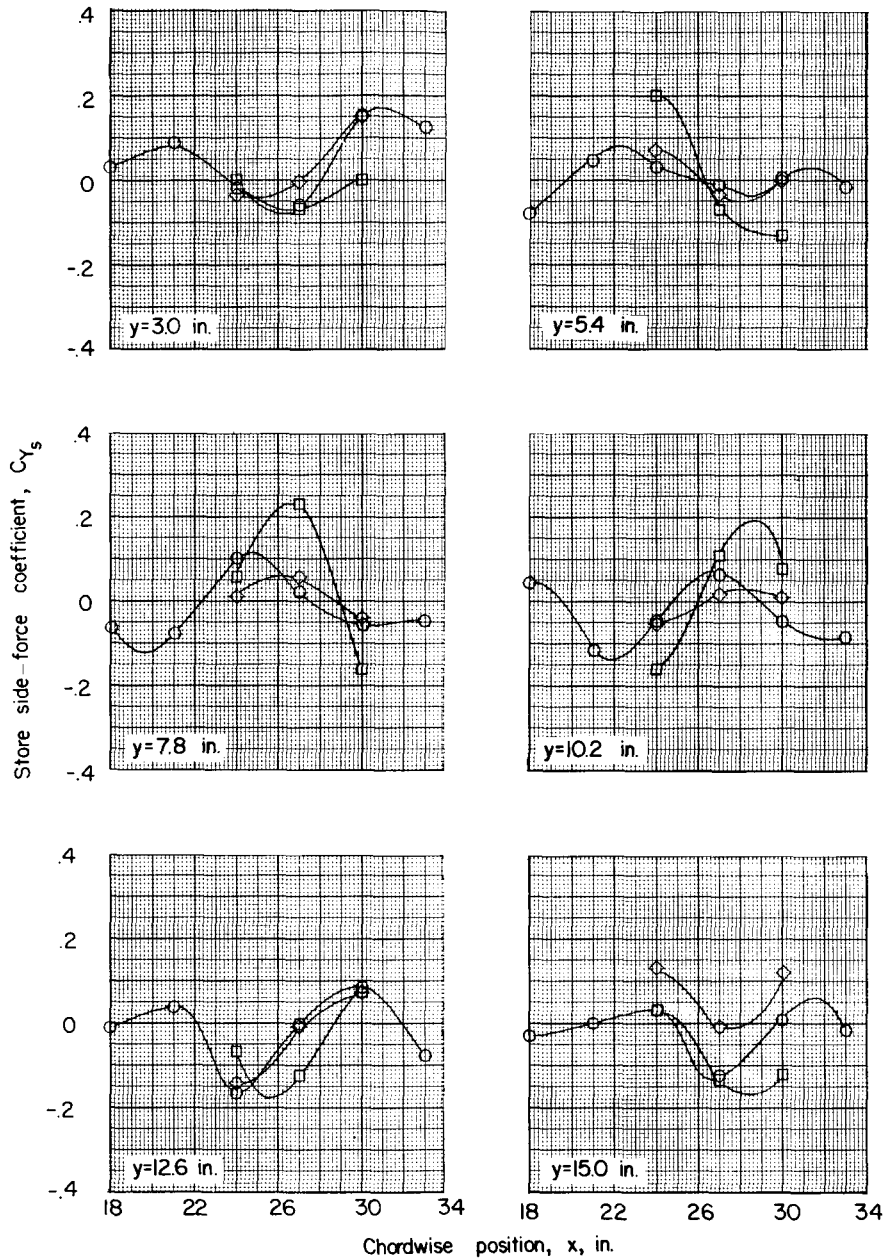 .4
.2
0
-.2
-.4
y=3.0 in.
y=5.4 in.
.4
.2
0
-.2
-.4
y=7.8 in.
y=10.2 in.
Store side-force coefficient, CYs
.4
.2
0
-.2
-.4
y=12.6 in.
y=15.0 in.
18 22 26 30 34
18 22 26 30 34
Chordwise position, x, in.